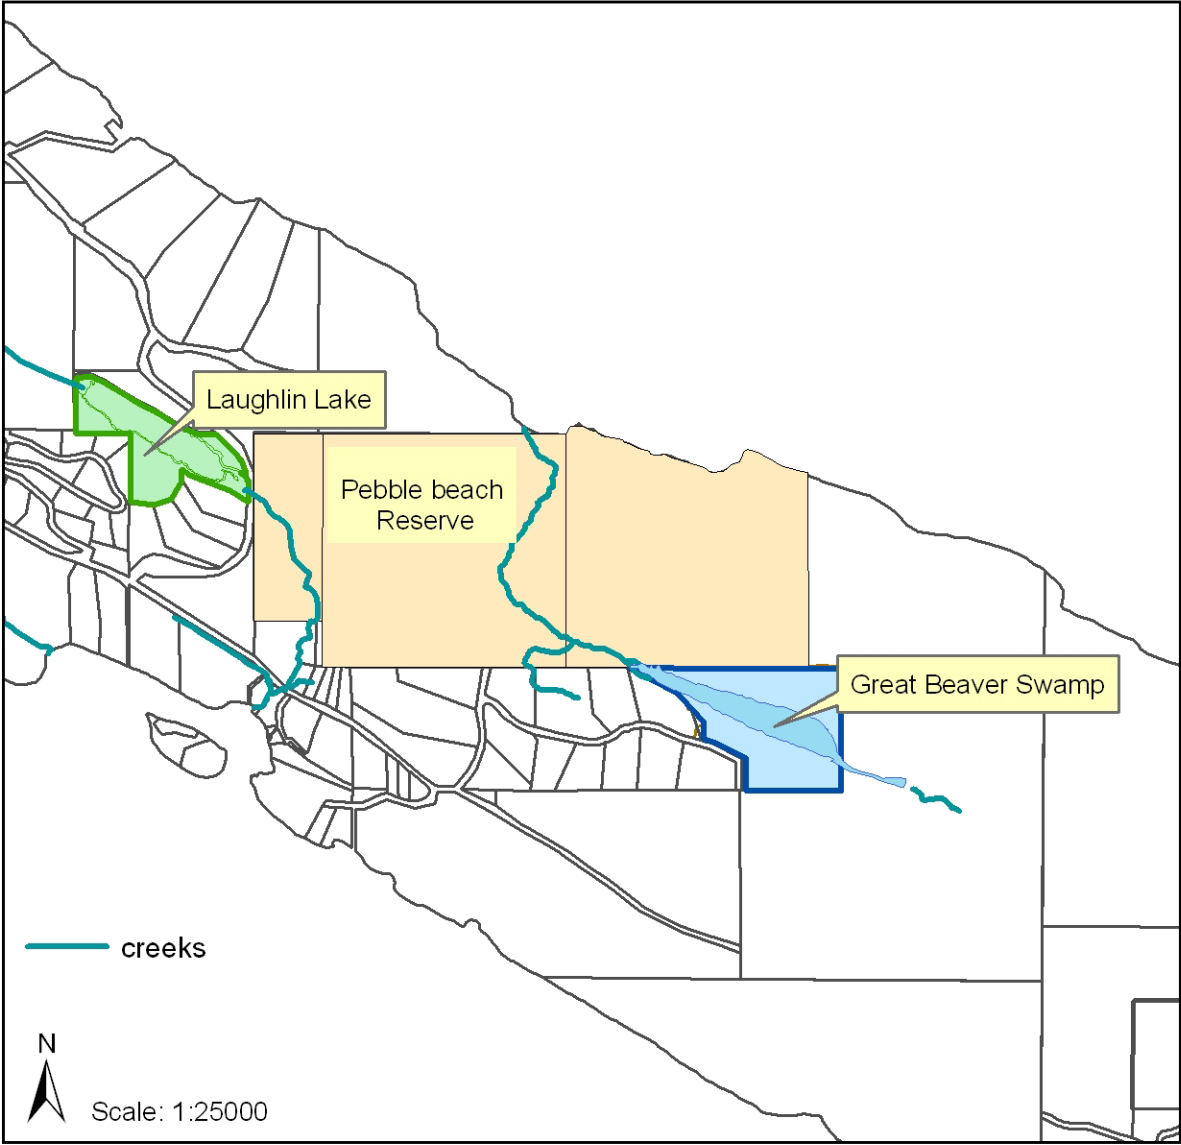 Laughlin Lake
Pebble beach
Reserve
Great Beaver Swamp
creeks
N
Scale: 1:25000